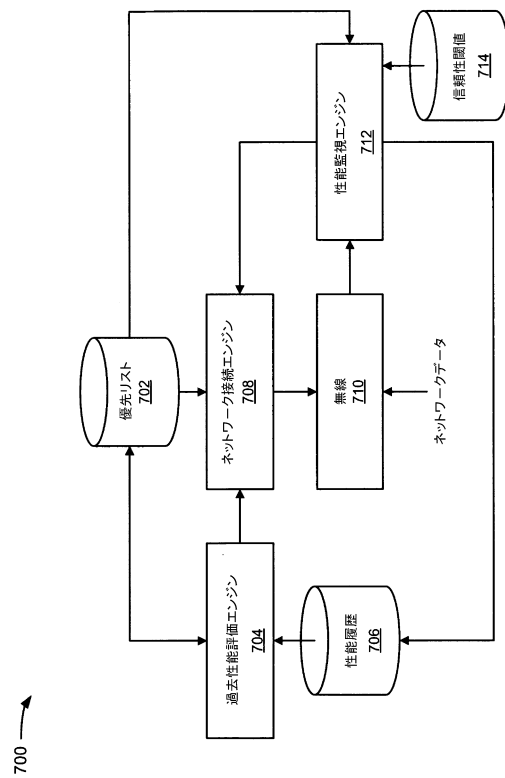 700
優先リスト
702
過去性能評価エンジン
704
ネットワーク接続エンジン
708
性能監視エンジン
712
性能履歴
706
無線
710
信頼性閾値
714
ネットワークデータ